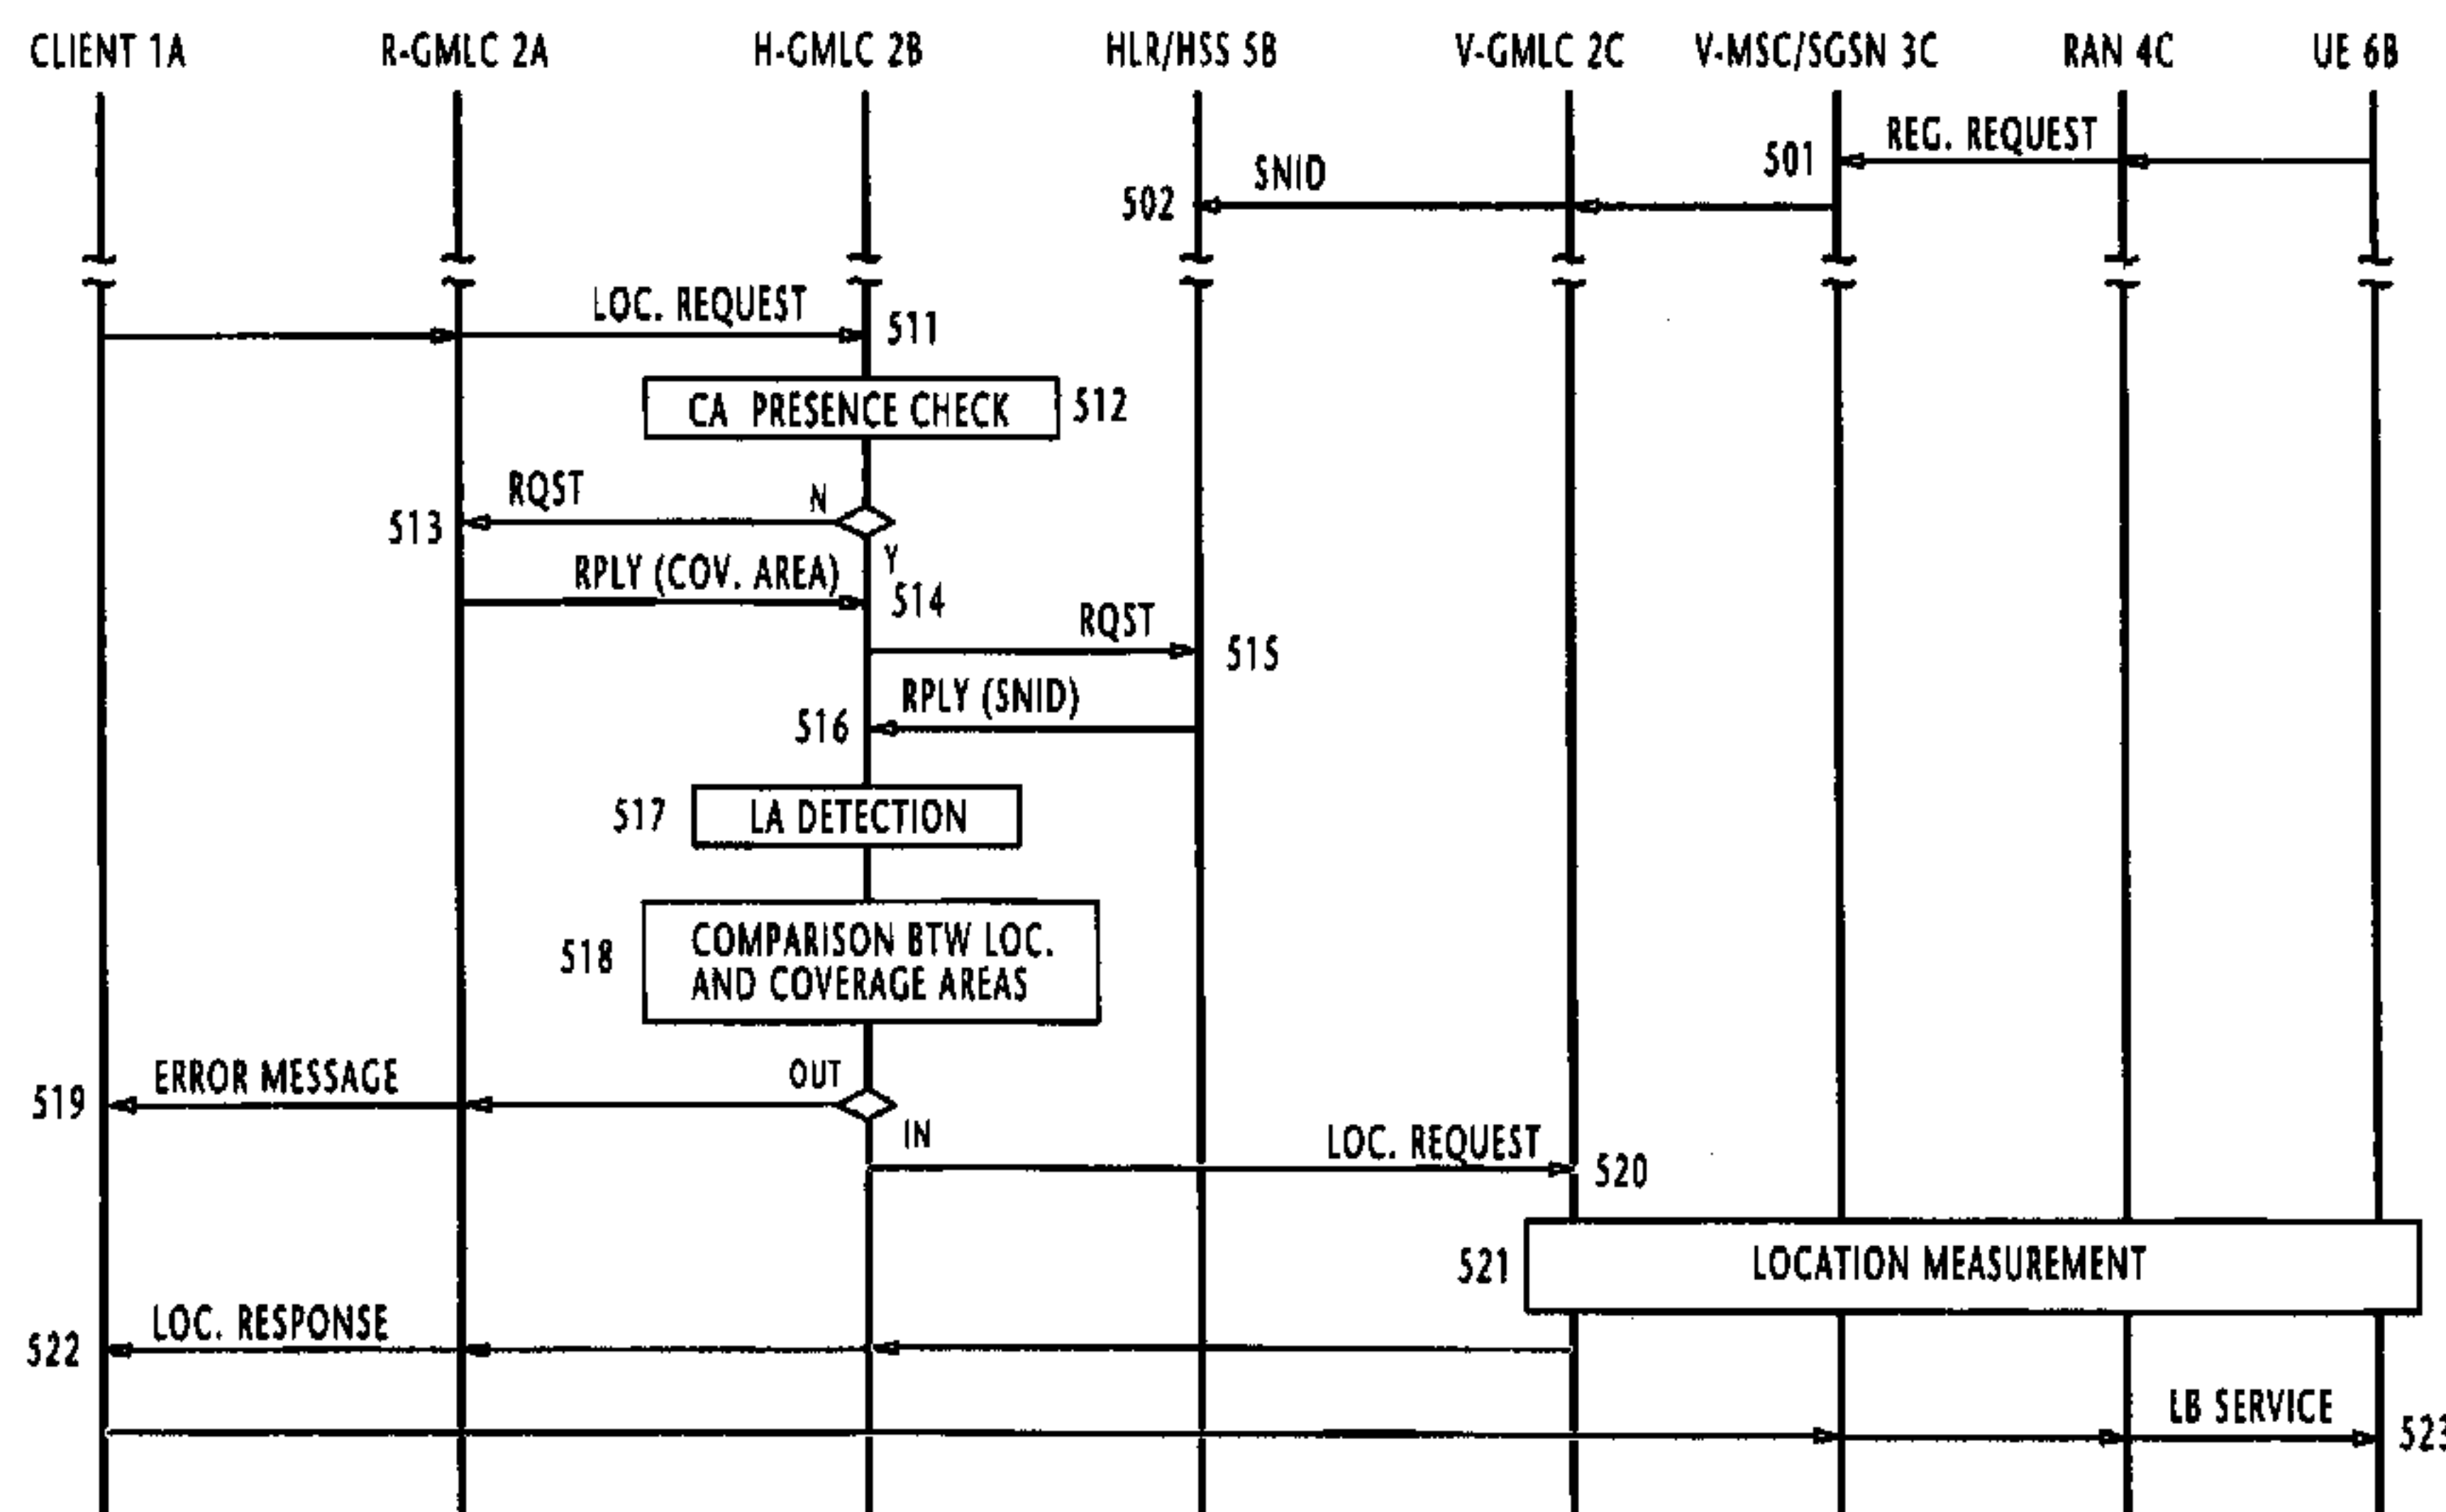 CLIENT 1A
R-GMLC 2A
H-GMLC 2B
HLR/HSS 5B
V-GMLC 2C
V-MSC/SGSN 3C
RAN 4C
UE 6B
REG. REQUEST
501
SNID
502
LOC. REQUEST
511
CA PRESENCE CHECK
512
RQST
N
513
Y
RPLY (COV. AREA)
514
RQST
515
RPLY (SNID)
516
517
LA DETECTION
518
COMPARISON BTW LOC.
AND COVERAGE AREAS
OUT
ERROR MESSAGE
519
IN
LOC. REQUEST
520
521
LOCATION MEASUREMENT
LOC. RESPONSE
522
LB SERVICE
523